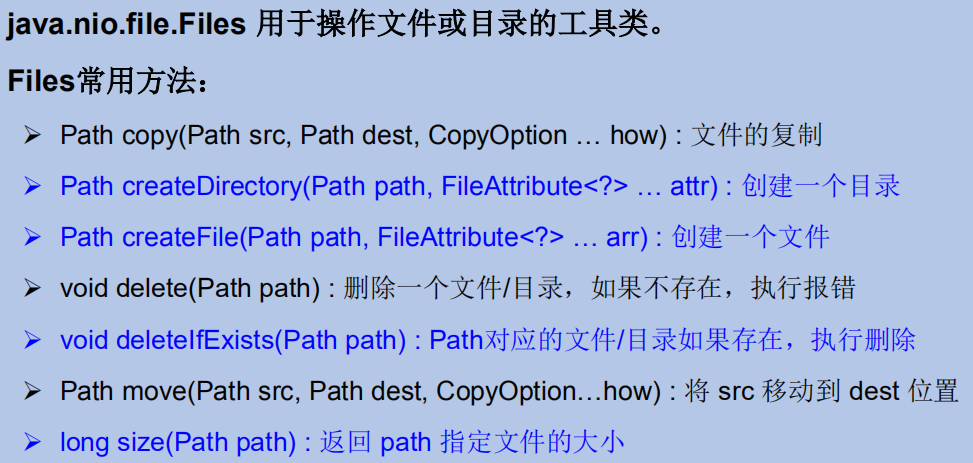 java.nio.file.Files 用于操作文件或目录的工具类。
Files常用方法：
➢ Path copy(Path src, Path dest, CopyOption … how) : 文件的复制
➢ Path createDirectory(Path path, FileAttribute<?> … attr) : 创建一个目录
➢ Path createFile(Path path, FileAttribute<?> … arr) : 创建一个文件
➢ void delete(Path path) : 删除一个文件/目录，如果不存在，执行报错
➢ void deleteIfExists(Path path) : Path对应的文件/目录如果存在，执行删除
➢ Path move(Path src, Path dest, CopyOption…how) : 将 src 移动到 dest 位置
➢ long size(Path path) : 返回 path 指定文件的大小